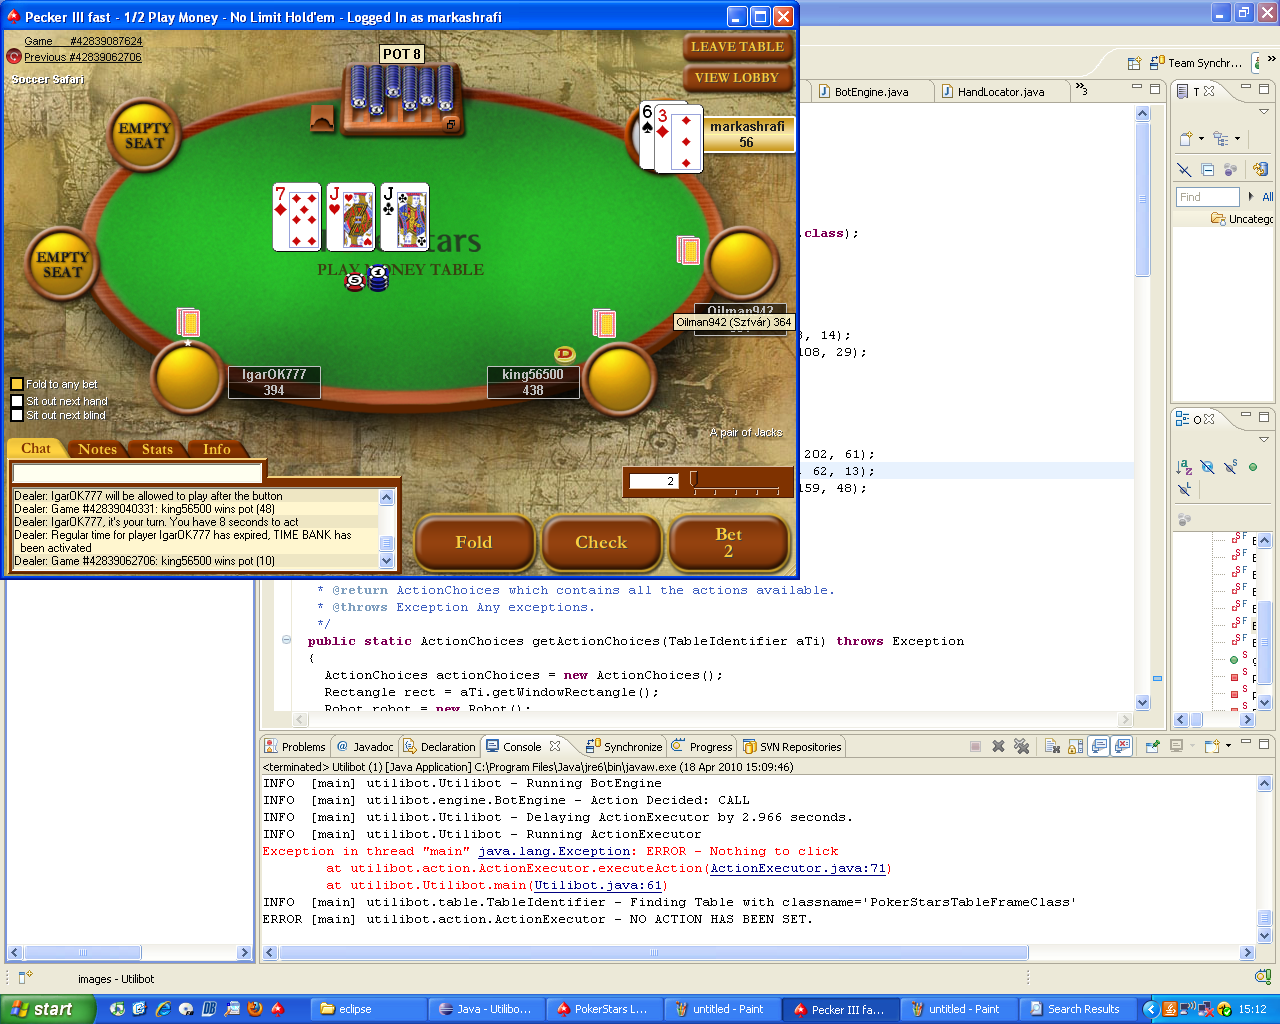 Pecker III fast - 1/2 Play Money - No Limit Hold'em - Logged In as markashrafi
Game #42839087624
Previous #42839062706
Soccer Safari
POT 8
LEAVE TABLE
VIEW LOBBY
EMPTY SEAT
6
3
markashrafi
56
7
J
J
PLAY MONEY TABLE
EMPTY SEAT
5
1
Oilman942
Oilman942 (Szfvár) 364
D
IgarOK777
394
king56500
438
Fold to any bet
Sit out next hand
Sit out next blind
A pair of Jacks
Chat
Notes
Stats
Info
2
Dealer: IgarOK777 will be allowed to play after the button
Dealer: Game #42839040331: king56500 wins pot (48)
Dealer: IgarOK777, it's your turn. You have 8 seconds to act
Dealer: Regular time for player IgarOK777 has expired, TIME BANK has
been activated
Dealer: Game #42839062706: king56500 wins pot (10)
Fold
Check
Bet
2
Team Synchr...
BotEngine.java
HandLocator.java
3
T
Find
All
Uncatego
O
.class);
, 14);
108, 29);
202, 61);
62, 13);
159, 48);
* @return ActionChoices which contains all the actions available.
* @throws Exception Any exceptions.
*/
public static ActionChoices getActionChoices(TableIdentifier aTi) throws Exception
{
ActionChoices actionChoices = new ActionChoices();
Rectangle rect = aTi.getWindowRectangle();
Robot robot = new Robot();
Problems
Javadoc
Declaration
Console
Synchronize
Progress
SVN Repositories
<terminated> Utilibot (1) [Java Application] C:\Program Files\Java\jre6\bin\javaw.exe (18 Apr 2010 15:09:46)
INFO [main] utilibot.Utilibot - Running BotEngine
INFO [main] utilibot.engine.BotEngine - Action Decided: CALL
INFO [main] utilibot.Utilibot - Delaying ActionExecutor by 2.966 seconds.
INFO [main] utilibot.Utilibot - Running ActionExecutor
Exception in thread "main" java.lang.Exception: ERROR - Nothing to click
at utilibot.action.ActionExecutor.executeAction(ActionExecutor.java:71)
at utilibot.Utilibot.main(Utilibot.java:61)
INFO [main] utilibot.table.TableIdentifier - Finding Table with classname='PokerStarsTableFrameClass'
ERROR [main] utilibot.action.ActionExecutor - NO ACTION HAS BEEN SET.
images - Utilibot
start
eclipse
Java - Utilibo...
PokerStars L...
untitled - Paint
Pecker III fa...
untitled - Paint
Search Results
15:12